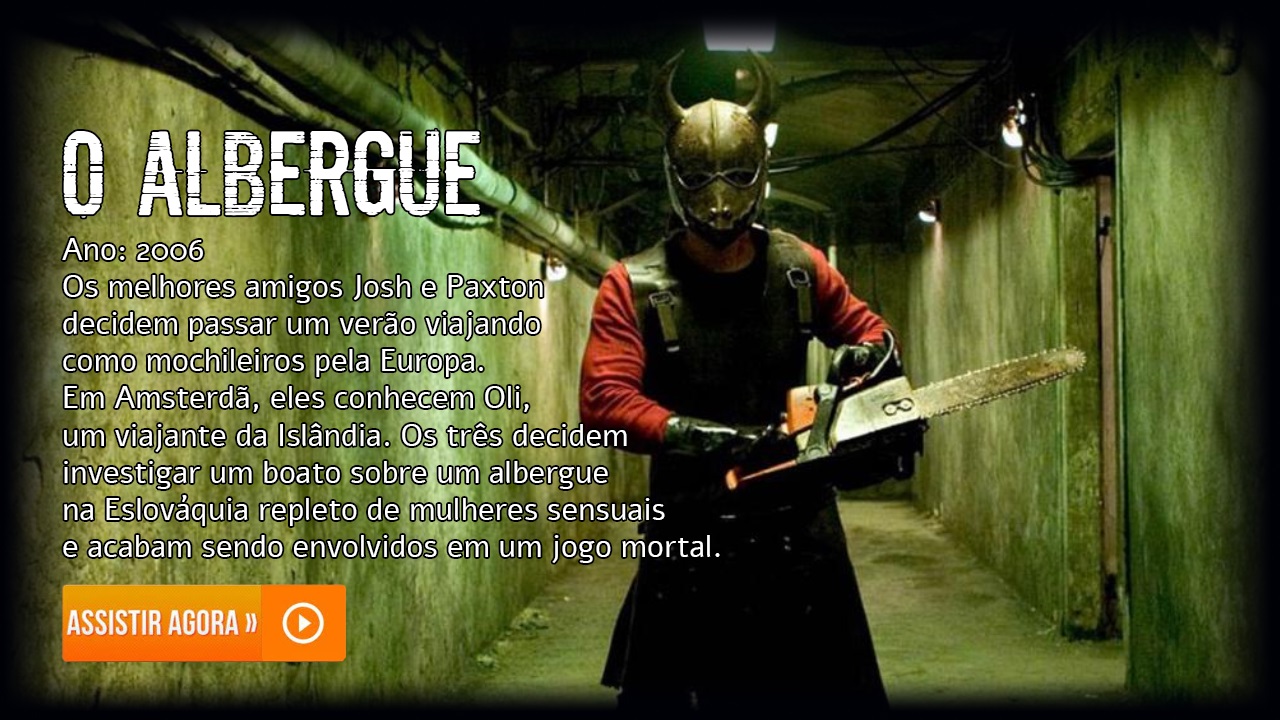 O ALBERGUE
Ano: 2006
Os melhores amigos Josh e Paxton
decidem passar um verão viajando
como mochileiros pela Europa.
Em Amsterdã, eles conhecem Oli,
um viajante da Islândia. Os três decidem
investigar um boato sobre um albergue
na Eslováquia repleto de mulheres sensuais
e acabam sendo envolvidos em um jogo mortal.
ASSISTIR AGORA »